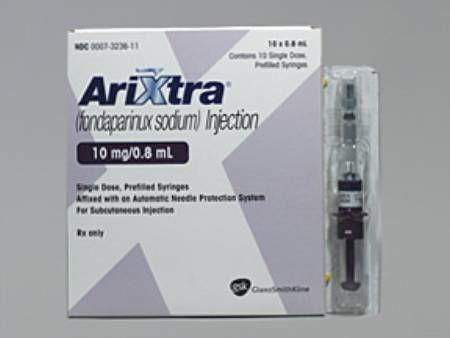 NDC 0007-3236-11
10 x 0.8 mL
Contains 10 Single Dose,
Prefilled Syringes
AriXtra®
(fondaparinux sodium) Injection
10 mg/0.8 mL
Single Dose, Prefilled Syringes
Affixed with an Automatic Needle Protection System
For Subcutaneous Injection
Rx only
gsk GlaxoSmithKline